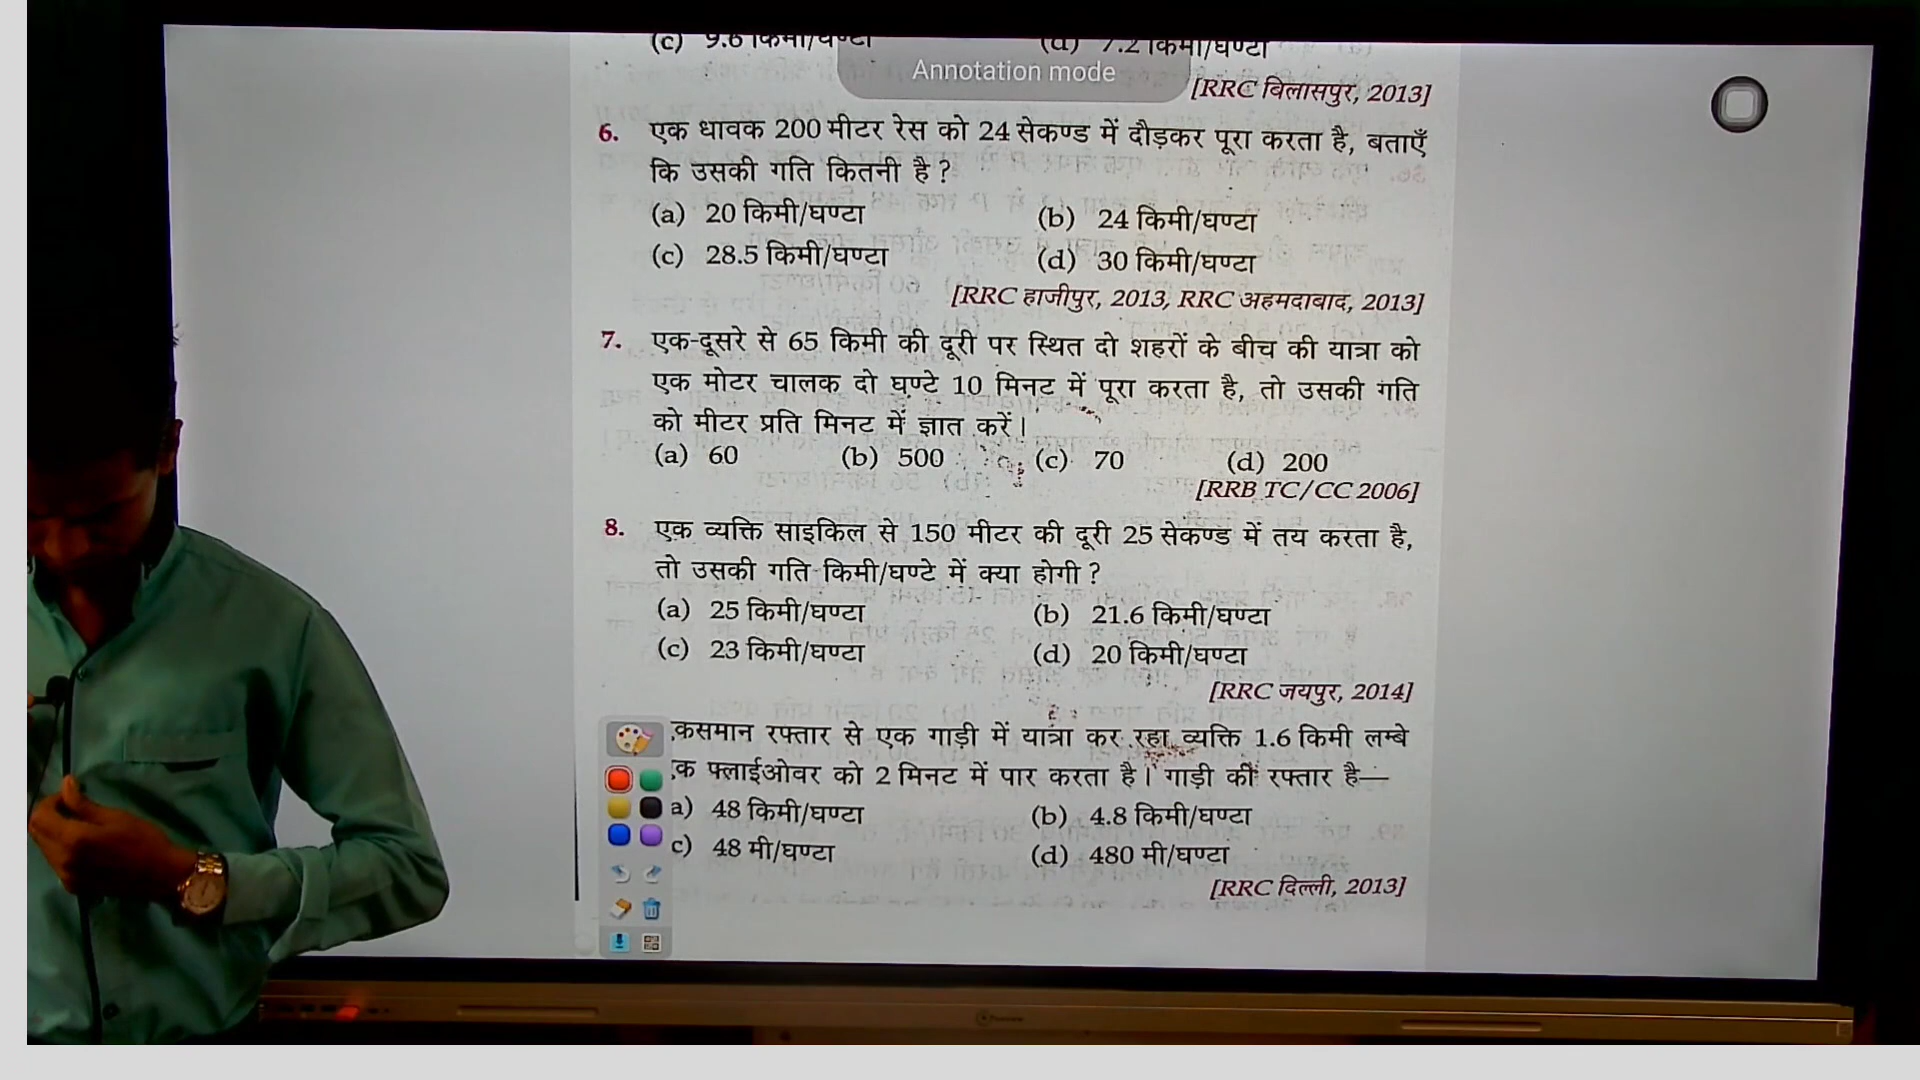 (c) 9.6 किमी/घण्टा (d) 7.2 किमी/घण्टा
Annotation mode
[RRC बिलासपुर, 2013]
6. एक धावक 200 मीटर रेस को 24 सेकण्ड में दौड़कर पूरा करता है, बताएँ
कि उसकी गति कितनी है ?
(a) 20 किमी/घण्टा (b) 24 किमी/घण्टा
(c) 28.5 किमी/घण्टा (d) 30 किमी/घण्टा
[RRC हाजीपुर, 2013, RRC अहमदाबाद, 2013]
7. एक-दूसरे से 65 किमी की दूरी पर स्थित दो शहरों के बीच की यात्रा को
एक मोटर चालक दो घण्टे 10 मिनट में पूरा करता है, तो उसकी गति
को मीटर प्रति मिनट में ज्ञात करें।
(a) 60 (b) 500 (c) 70 (d) 200
[RRB TC/CC 2006]
8. एक व्यक्ति साइकिल से 150 मीटर की दूरी 25 सेकण्ड में तय करता है,
तो उसकी गति किमी/घण्टे में क्या होगी ?
(a) 25 किमी/घण्टा (b) 21.6 किमी/घण्टा
(c) 23 किमी/घण्टा (d) 20 किमी/घण्टा
[RRC जयपुर, 2014]
कसमान रफ्तार से एक गाड़ी में यात्रा कर रहा व्यक्ति 1.6 किमी लम्बे
क फ्लाईओवर को 2 मिनट में पार करता है। गाड़ी की रफ्तार है—
a) 48 किमी/घण्टा (b) 4.8 किमी/घण्टा
c) 48 मी/घण्टा (d) 480 मी/घण्टा
[RRC दिल्ली, 2013]